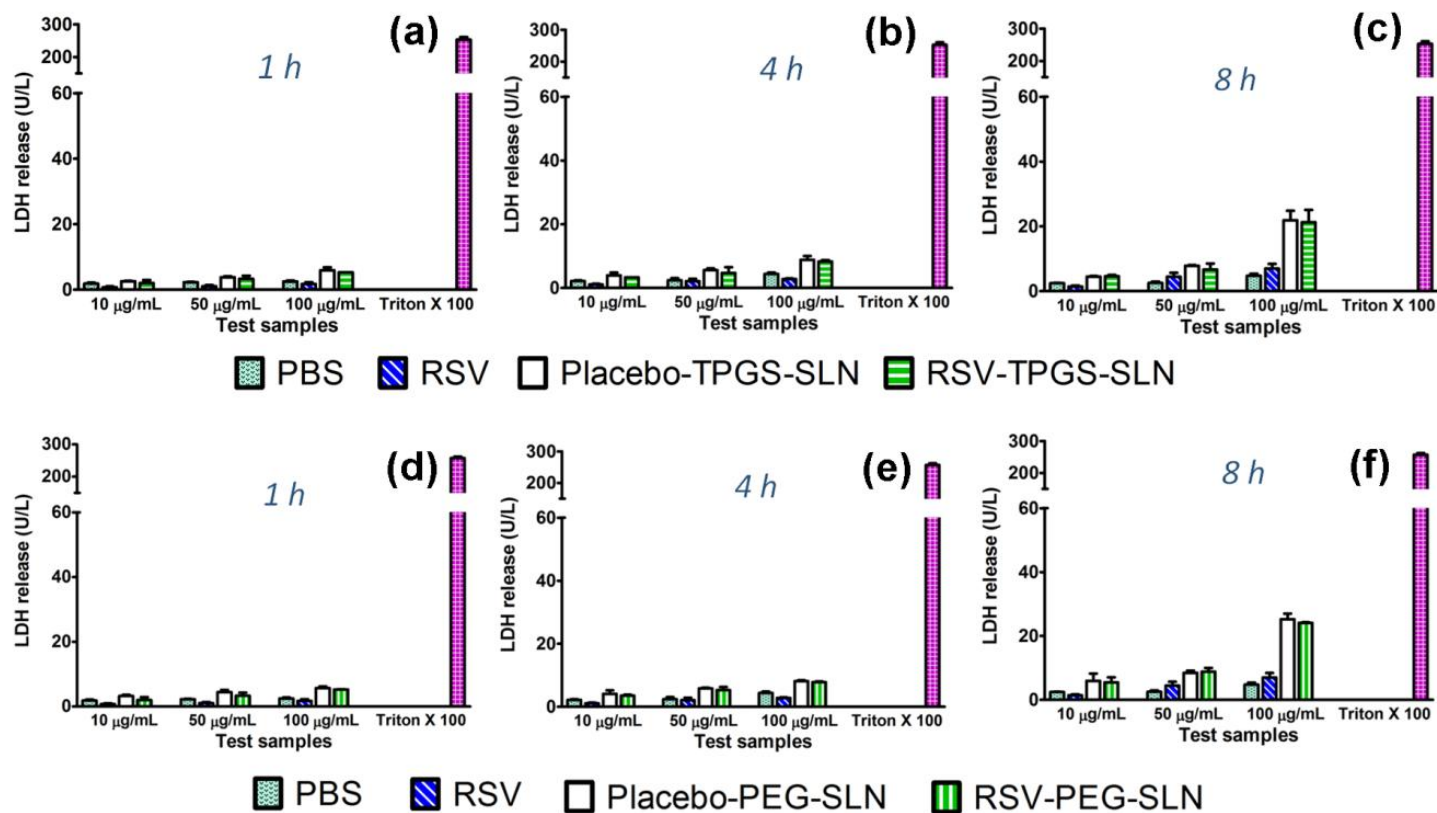 (a)
1 h
LDH release (U/L)
300
200
60
40
20
0
10 μg/mL 50 μg/mL 100 μg/mL Triton X 100
Test samples
(b)
4 h
LDH release (U/L)
300
200
60
40
20
0
10 μg/mL 50 μg/mL 100 μg/mL Triton X 100
Test samples
(c)
8 h
LDH release (U/L)
300
200
60
40
20
0
10 μg/mL 50 μg/mL 100 μg/mL Triton X 100
Test samples
PBS RSV Placebo-TPGS-SLN RSV-TPGS-SLN
(d)
1 h
LDH release (U/L)
300
200
60
40
20
0
10 μg/mL 50 μg/mL 100 μg/mL Triton X 100
Test samples
(e)
4 h
LDH release (U/L)
300
200
60
40
20
0
10 μg/mL 50 μg/mL 100 μg/mL Triton X 100
Test samples
(f)
8 h
LDH release (U/L)
300
200
60
40
20
0
10 μg/mL 50 μg/mL 100 μg/mL Triton X 100
Test samples
PBS RSV Placebo-PEG-SLN RSV-PEG-SLN